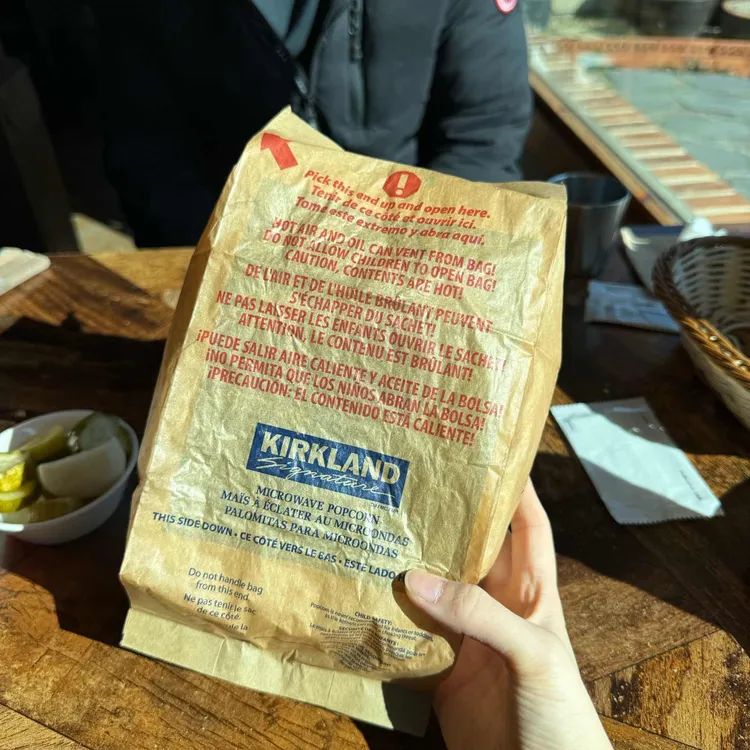 Pick this end up and open here.
Tenir de ce côté et ouvrir ici.
Tome este extremo y abra aquí.
HOT AIR AND OIL CAN VENT FROM BAG!
DO NOT ALLOW CHILDREN TO OPEN BAG!
CAUTION, CONTENTS ARE HOT!
DE L'AIR ET DE L'HUILE BRÛLANT PEUVENT
S'ÉCHAPPER DU SACHET!
NE PAS LAISSER LES ENFANTS OUVRIR LE SACHET!
ATTENTION, LE CONTENU EST BRÛLANT!
¡PUEDE SALIR AIRE CALIENTE Y ACEITE DE LA BOLSA!
¡NO PERMITA QUE LOS NIÑOS ABRAN LA BOLSA!
¡PRECAUCIÓN: EL CONTENIDO ESTÁ CALIENTE!
KIRKLAND
Signature
MICROWAVE POPCORN
MAÏS À ÉCLATER AU MICROONDAS
PALOMITAS PARA MICROONDAS
THIS SIDE DOWN • CE CÔTÉ VERS LE BAS • ESTE LADO
Do not handle bag
from this end.
Ne pas tenir le sac
de ce côté.
CHILD SAFETY: